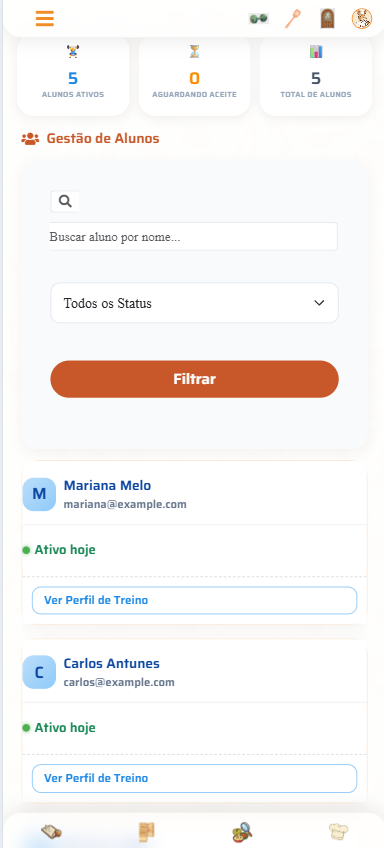 5
ALUNOS ATIVOS
0
AGUARDANDO ACEITE
5
TOTAL DE ALUNOS
Gestão de Alunos
Buscar aluno por nome...
Todos os Status
Filtrar
M
Mariana Melo
mariana@example.com
Ativo hoje
Ver Perfil de Treino
C
Carlos Antunes
carlos@example.com
Ativo hoje
Ver Perfil de Treino